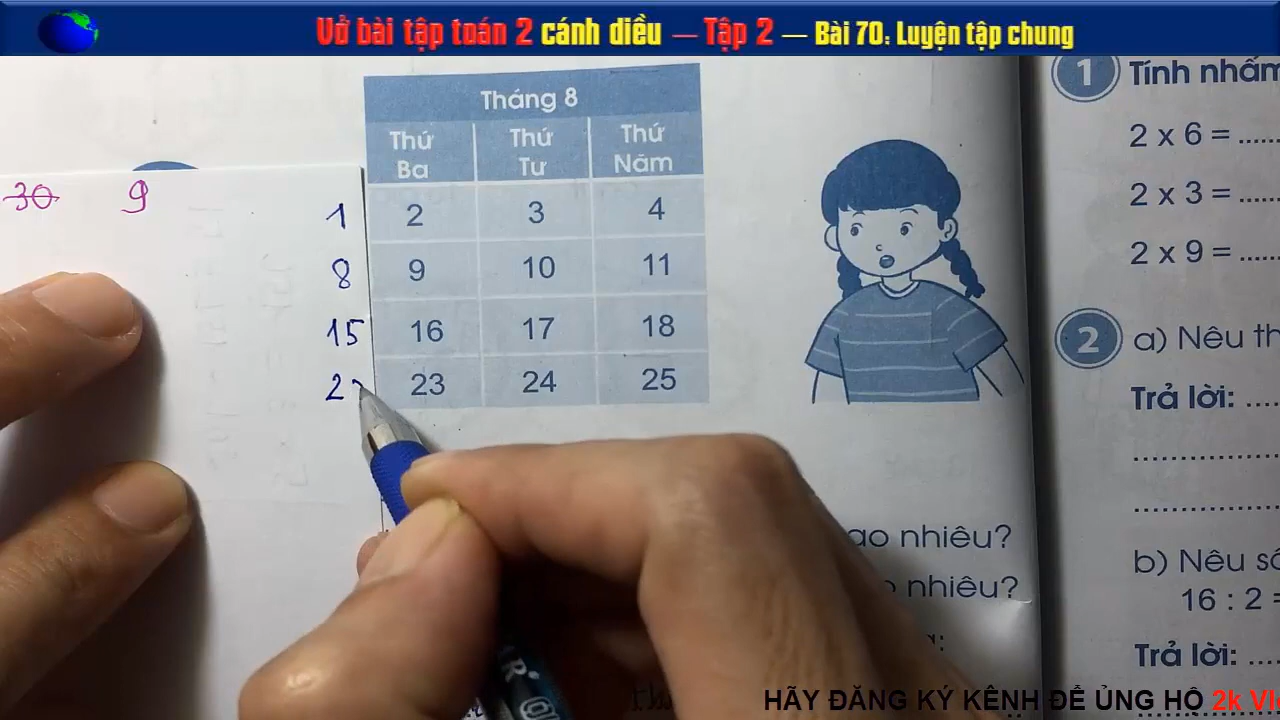 Vở bài tập toán 2 cánh diều — Tập 2 — Bài 70: Luyện tập chung
30 9
Tháng 8
Thứ Ba Thứ Tư Thứ Năm
1 2 3 4
8 9 10 11
15 16 17 18
2 23 24 25
nhiêu?
nhiêu?
1 Tính nhẩm
2 x 6 = ......
2 x 3 = ......
2 x 9 = ......
2 a) Nêu
Trả lời: ....
b) Nêu
16 : 2 =
Trả lời: ....
HÃY ĐĂNG KÝ KÊNH ĐỂ ỦNG HỘ 2k